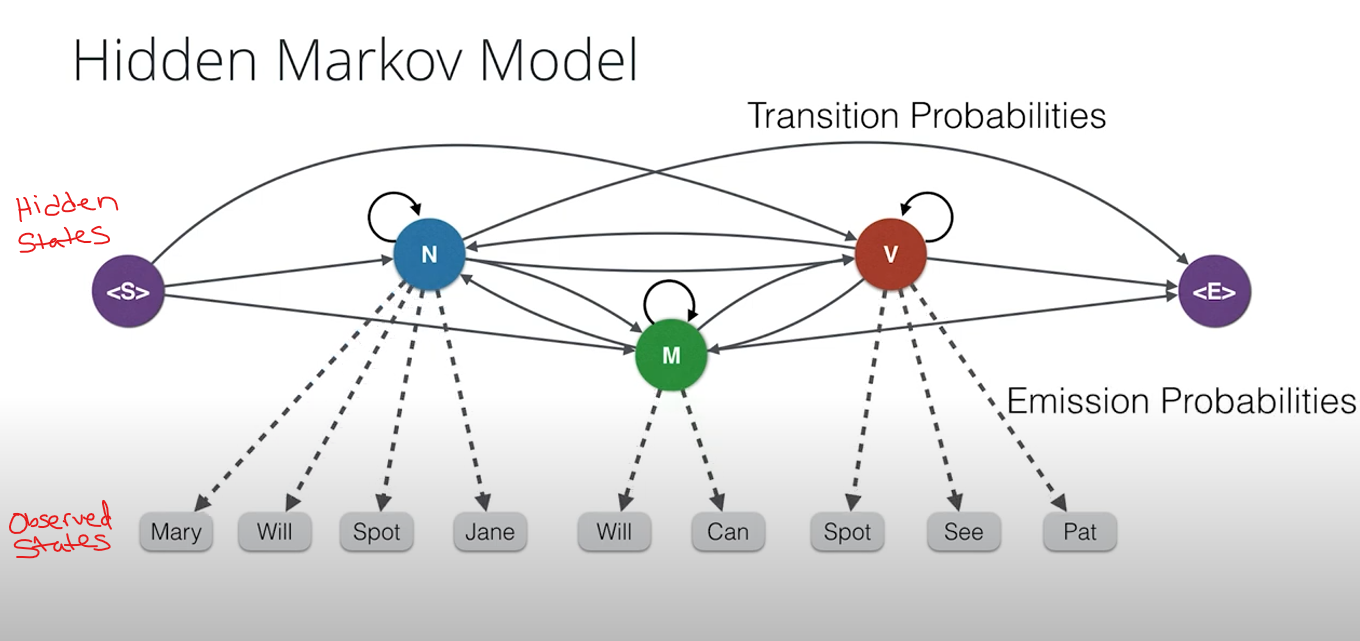 Hidden Markov Model
Transition Probabilities
Hidden
States
N
V
<S>
<E>
M
Emission Probabilities
Observed
States
Mary Will Spot Jane Will Can Spot See Pat